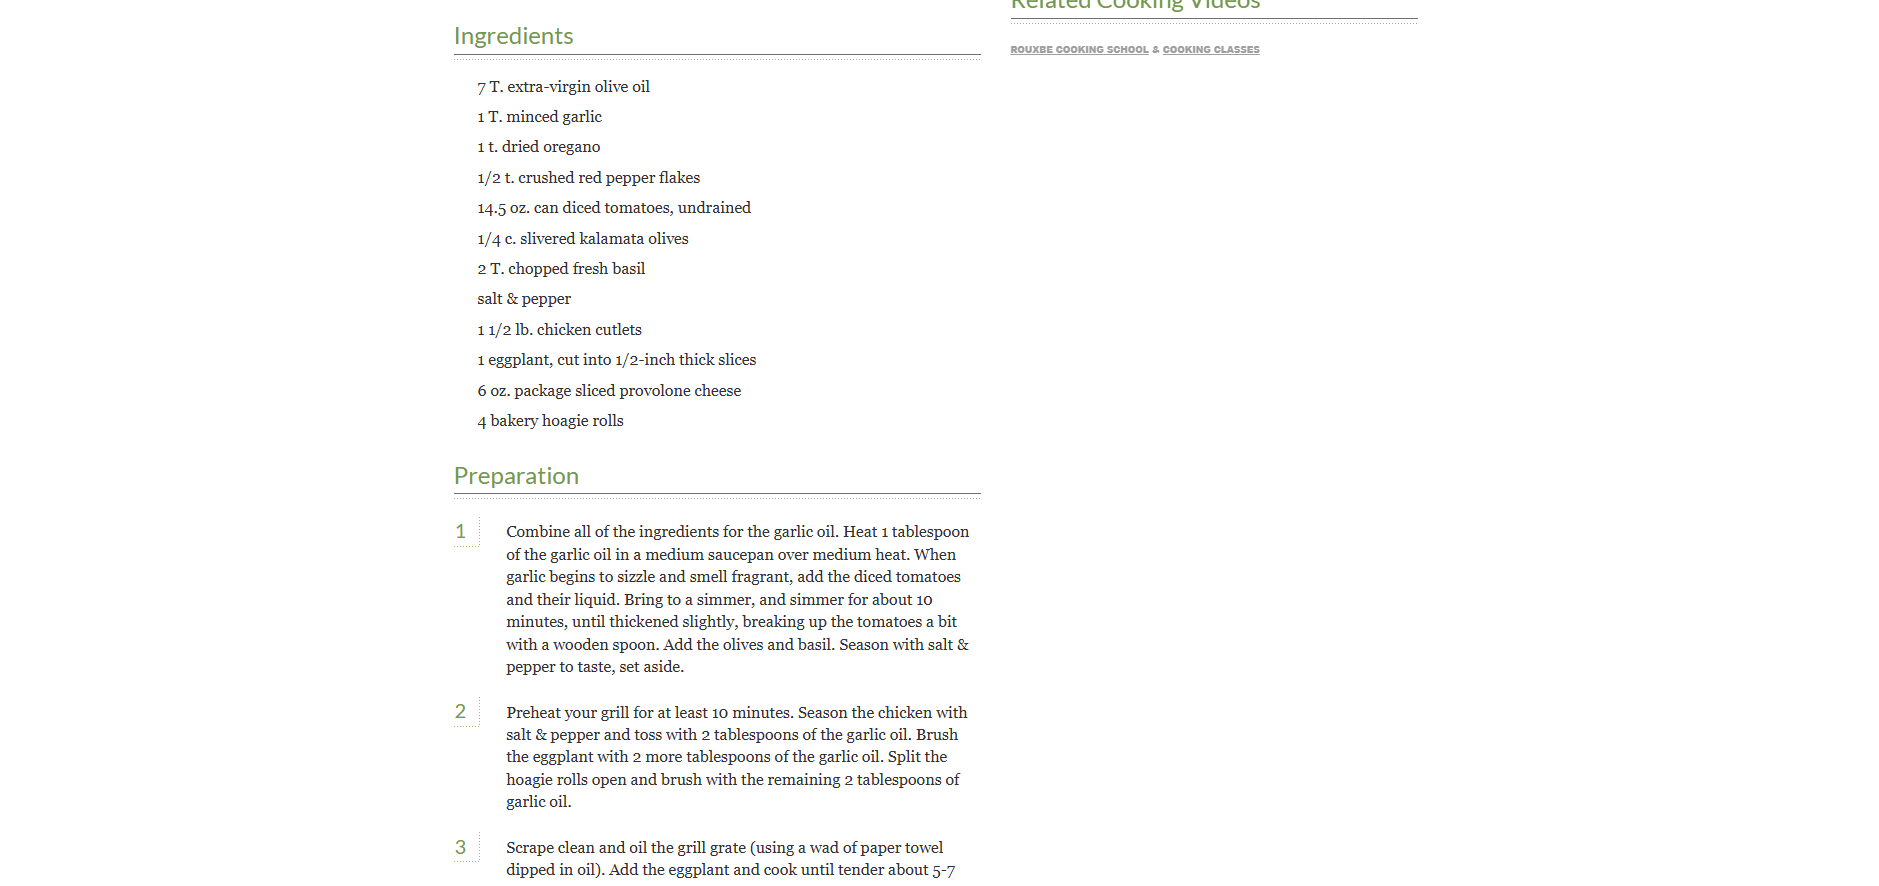 Related Cooking Videos
ROUXBE COOKING SCHOOL & COOKING CLASSES
Ingredients
7 T. extra-virgin olive oil
1 T. minced garlic
1 t. dried oregano
1/2 t. crushed red pepper flakes
14.5 oz. can diced tomatoes, undrained
1/4 c. slivered kalamata olives
2 T. chopped fresh basil
salt & pepper
1 1/2 lb. chicken cutlets
1 eggplant, cut into 1/2-inch thick slices
6 oz. package sliced provolone cheese
4 bakery hoagie rolls
Preparation
1 Combine all of the ingredients for the garlic oil. Heat 1 tablespoon
of the garlic oil in a medium saucepan over medium heat. When
garlic begins to sizzle and smell fragrant, add the diced tomatoes
and their liquid. Bring to a simmer, and simmer for about 10
minutes, until thickened slightly, breaking up the tomatoes a bit
with a wooden spoon. Add the olives and basil. Season with salt &
pepper to taste, set aside.
2 Preheat your grill for at least 10 minutes. Season the chicken with
salt & pepper and toss with 2 tablespoons of the garlic oil. Brush
the eggplant with 2 more tablespoons of the garlic oil. Split the
hoagie rolls open and brush with the remaining 2 tablespoons of
garlic oil.
3 Scrape clean and oil the grill grate (using a wad of paper towel
dipped in oil). Add the eggplant and cook until tender about 5-7